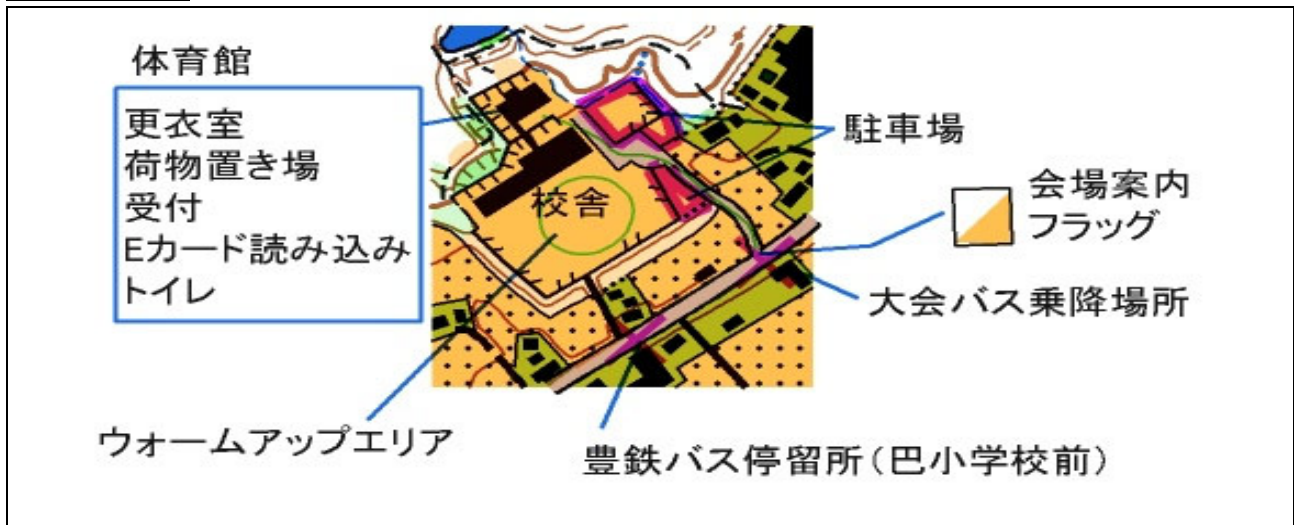 体育館
更衣室
荷物置き場
受付
Eカード読み込み
トイレ
校舎
駐車場
会場案内
フラッグ
大会バス乗降場所
ウォームアップエリア
豊鉄バス停留所(巴小学校前)